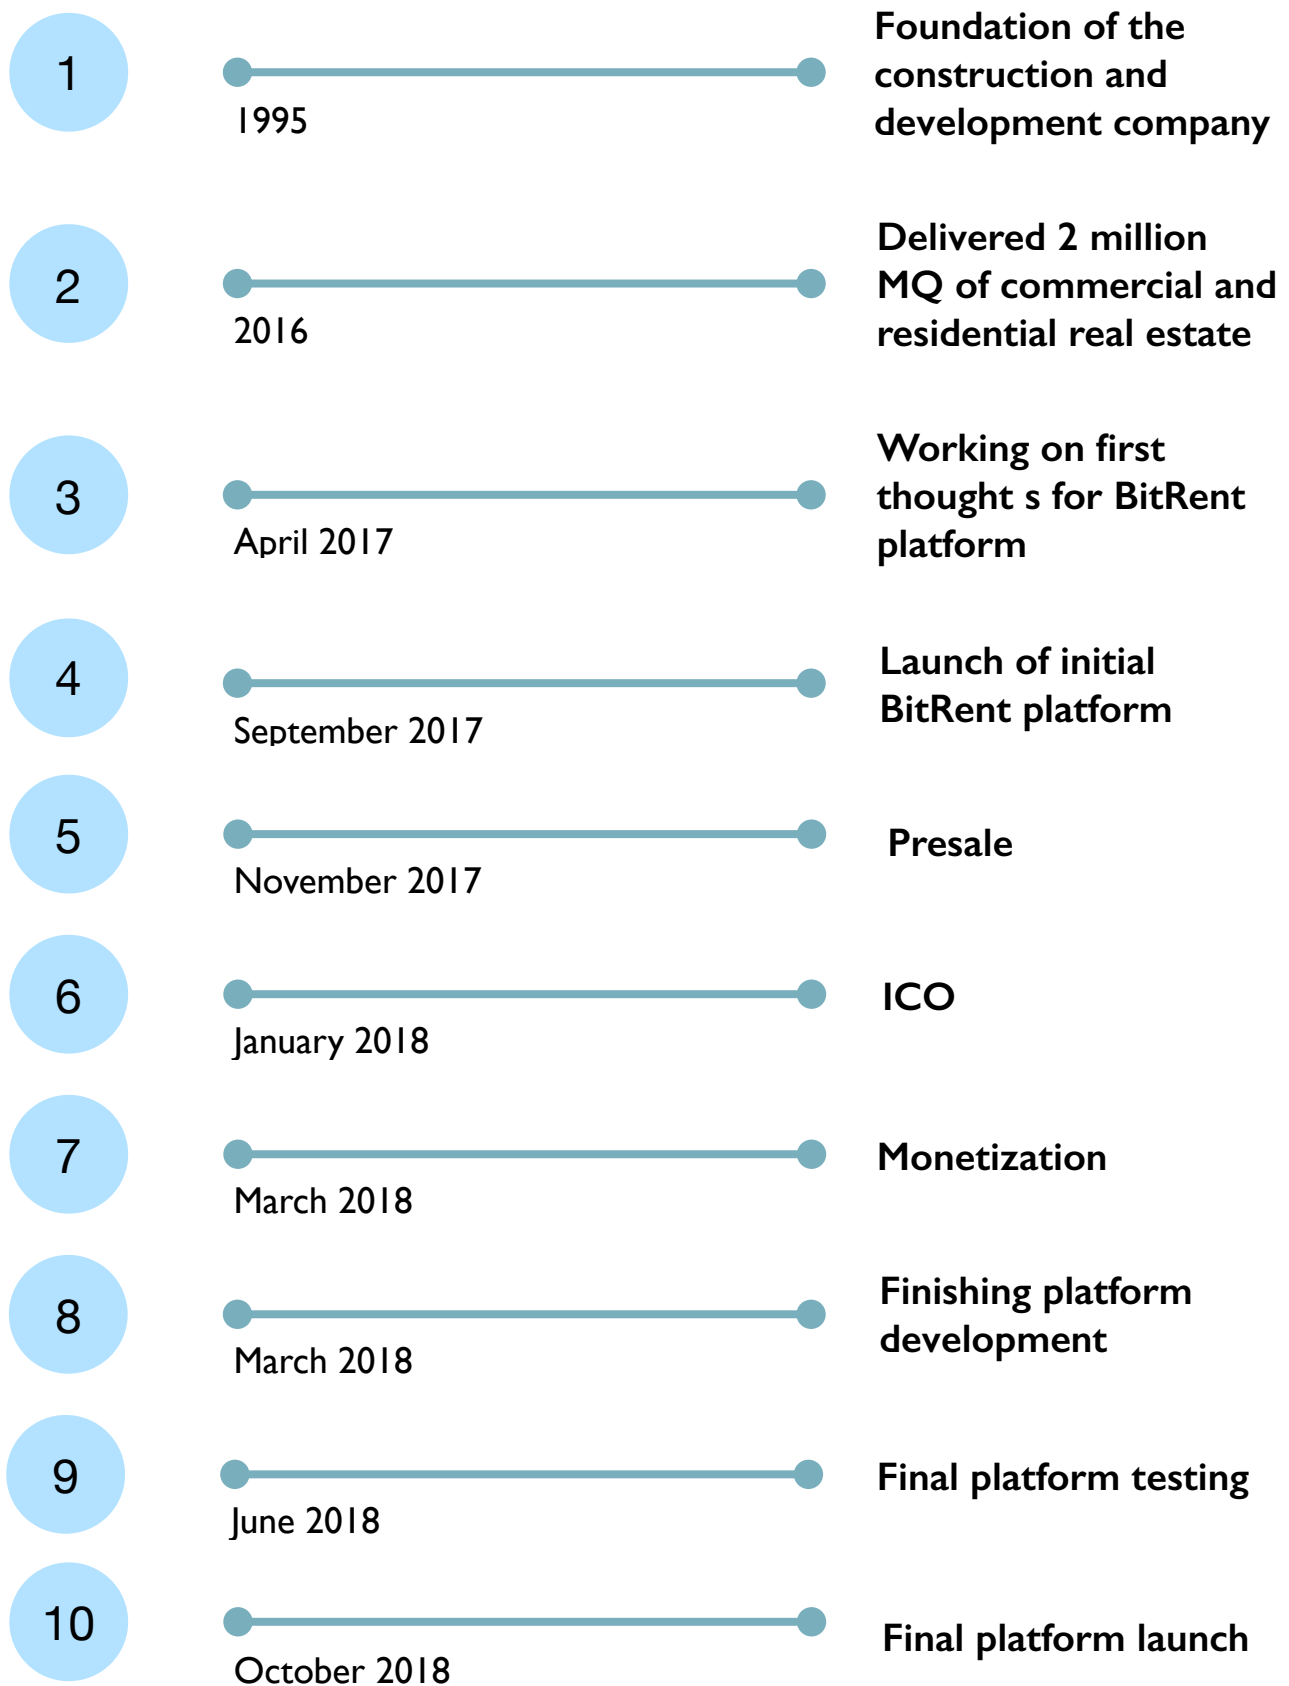 1
1995
Foundation of the
construction and
development company
2
2016
Delivered 2 million
MQ of commercial and
residential real estate
3
April 2017
Working on first
thought s for BitRent
platform
4
September 2017
Launch of initial
BitRent platform
5
November 2017
Presale
6
January 2018
ICO
7
March 2018
Monetization
8
March 2018
Finishing platform
development
9
June 2018
Final platform testing
10
October 2018
Final platform launch